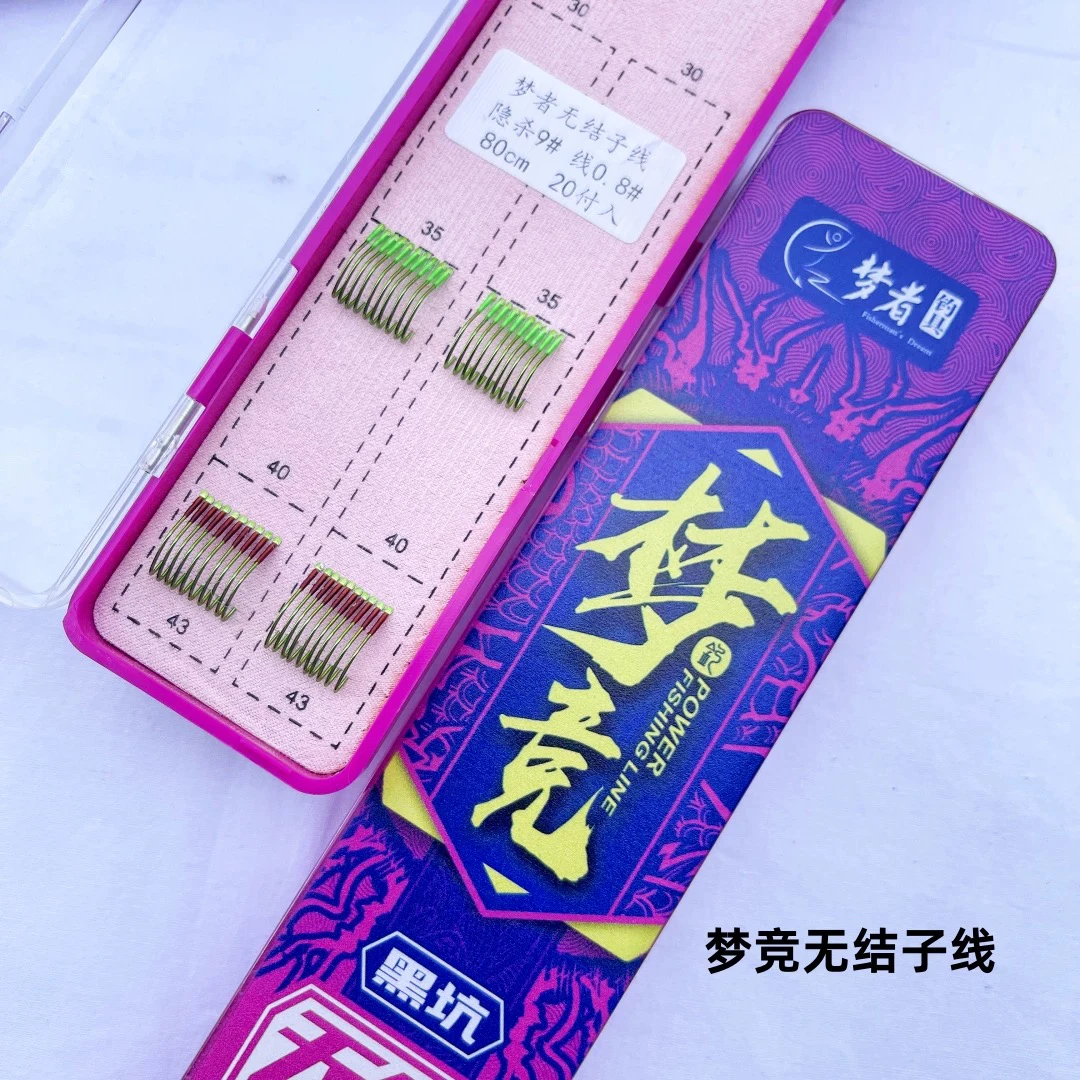 30
30
梦者无结子线
隐杀9# 线0.8#
80cm 20付入
35
35
40
40
43
43
梦者
钓具
Fisherman's Dream
梦竞
POWER
FISHING LINE
黑坑
梦竞无结子线